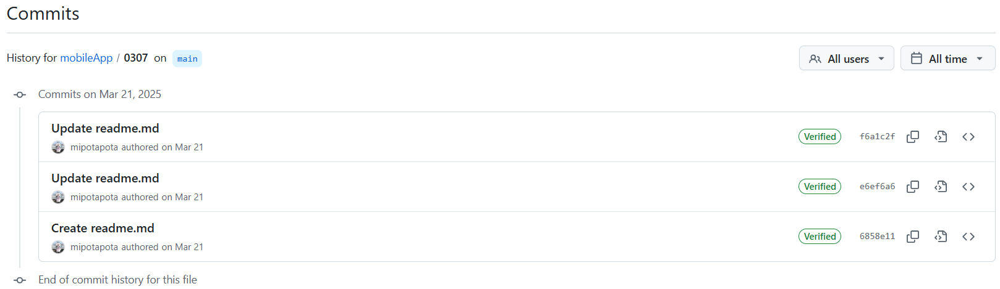 Commits
History for mobileApp / 0307 on main
All users
All time
Commits on Mar 21, 2025
Update readme.md
Verified f6a1c2f
mipotapota authored on Mar 21
Update readme.md
Verified e6ef6a6
mipotapota authored on Mar 21
Create readme.md
Verified 6858e11
mipotapota authored on Mar 21
End of commit history for this file